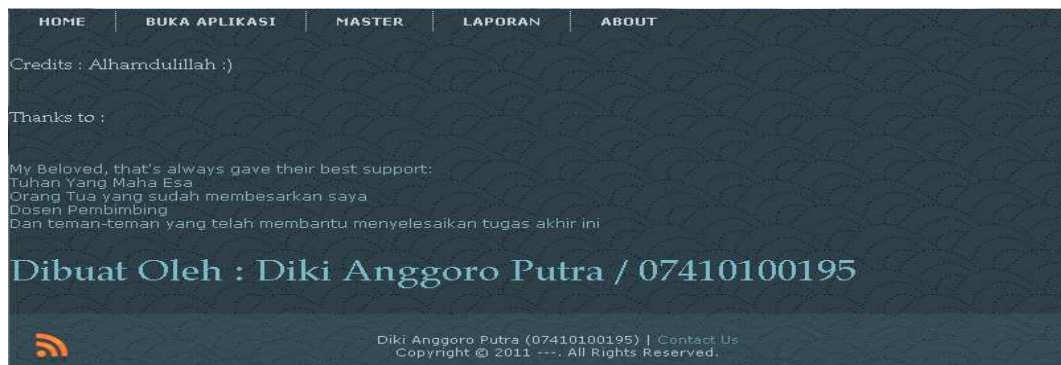 HOME BUKA APLIKASI MASTER LAPORAN ABOUT
Credits : Alhamdulillah :)
Thanks to :
My Beloved, that's always gave their best support:
Tuhan Yang Maha Esa
Orang Tua yang sudah membesarkan saya
Dosen Pembimbing
Dan teman-teman yang telah membantu menyelesaikan tugas akhir ini
Dibuat Oleh : Diki Anggoro Putra / 07410100195
Diki Anggoro Putra (07410100195) | Contact Us
Copyright © 2011 ---. All Rights Reserved.